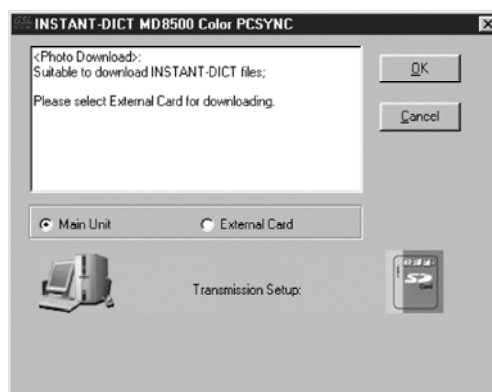 INSTANT-DICT MD8500 Color PCSYNC
<Photo Download>:
Suitable to download INSTANT-DICT files;
Please select External Card for downloading.
OK
Cancel
Main Unit
External Card
Transmission Setup:
SD
Card